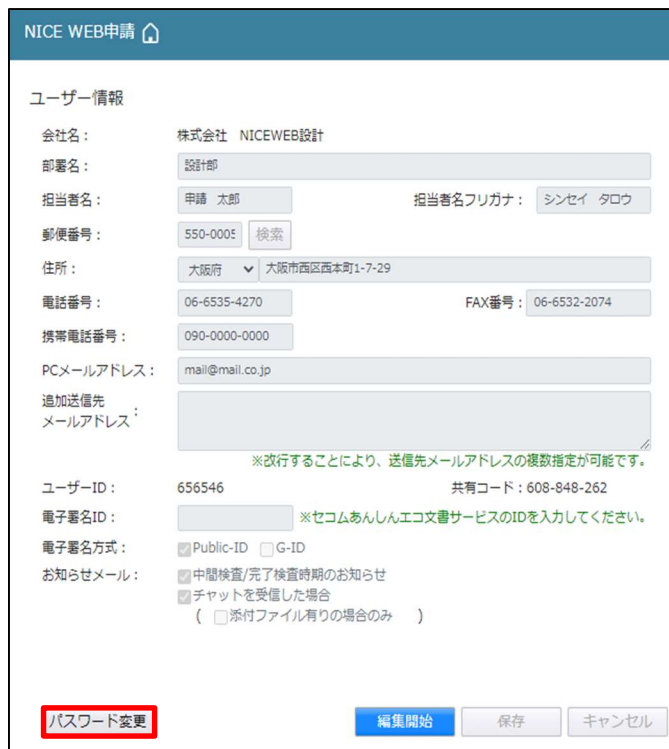 NICE WEB申請
ユーザー情報
会社名： 株式会社　NICEWEB設計
部署名： 設計部
担当者名： 申請　太郎 担当者名フリガナ： シンセイ　タロウ
郵便番号： 550-0005 検索
住所： 大阪府 大阪市西区西本町1-7-29
電話番号： 06-6535-4270 FAX番号： 06-6532-2074
携帯電話番号： 090-0000-0000
PCメールアドレス： mail@mail.co.jp
追加送信先
メールアドレス：
※改行することにより、送信先メールアドレスの複数指定が可能です。
ユーザーID： 656546 共有コード：608-848-262
電子署名ID： ※セコムあんしんエコ文書サービスのIDを入力してください。
電子署名方式： Public-ID G-ID
お知らせメール： 中間検査/完了検査時期のお知らせ
チャットを受信した場合
( 添付ファイル有りの場合のみ )
パスワード変更 編集開始 保存 キャンセル